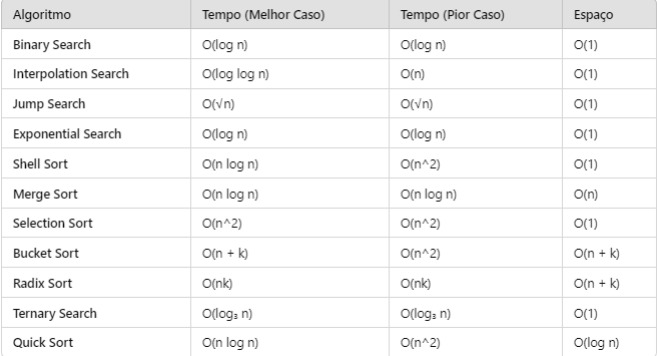 Algoritmo Tempo (Melhor Caso) Tempo (Pior Caso) Espaço
Binary Search O(log n) O(log n) O(1)
Interpolation Search O(log log n) O(n) O(1)
Jump Search O(√n) O(√n) O(1)
Exponential Search O(log n) O(log n) O(1)
Shell Sort O(n log n) O(n^2) O(1)
Merge Sort O(n log n) O(n log n) O(n)
Selection Sort O(n^2) O(n^2) O(1)
Bucket Sort O(n + k) O(n^2) O(n + k)
Radix Sort O(nk) O(nk) O(n + k)
Ternary Search O(log₃ n) O(log₃ n) O(1)
Quick Sort O(n log n) O(n^2) O(log n)